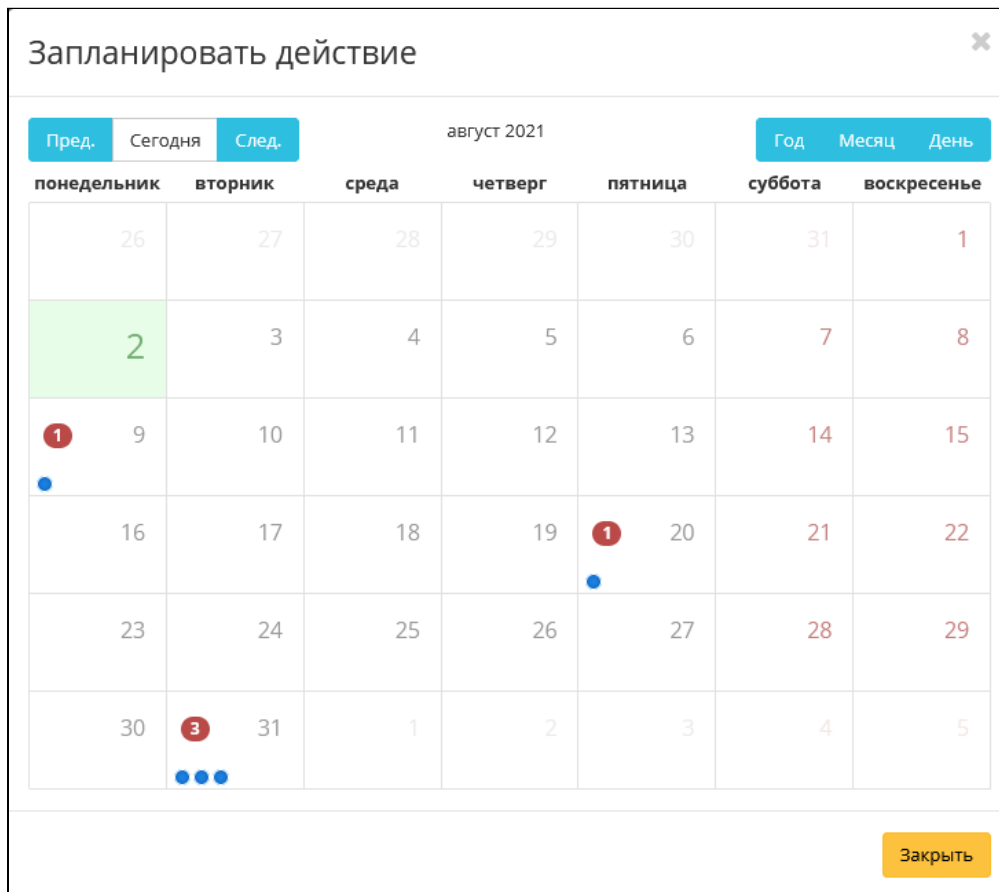 Запланировать действие ×
Пред. Сегодня След. август 2021 Год Месяц День
понедельник вторник среда четверг пятница суббота воскресенье
26 27 28 29 30 31 1
2 3 4 5 6 7 8
1 9 10 11 12 13 14 15
16 17 18 19 1 20 21 22
23 24 25 26 27 28 29
30 3 31 1 2 3 4 5
Закрыть